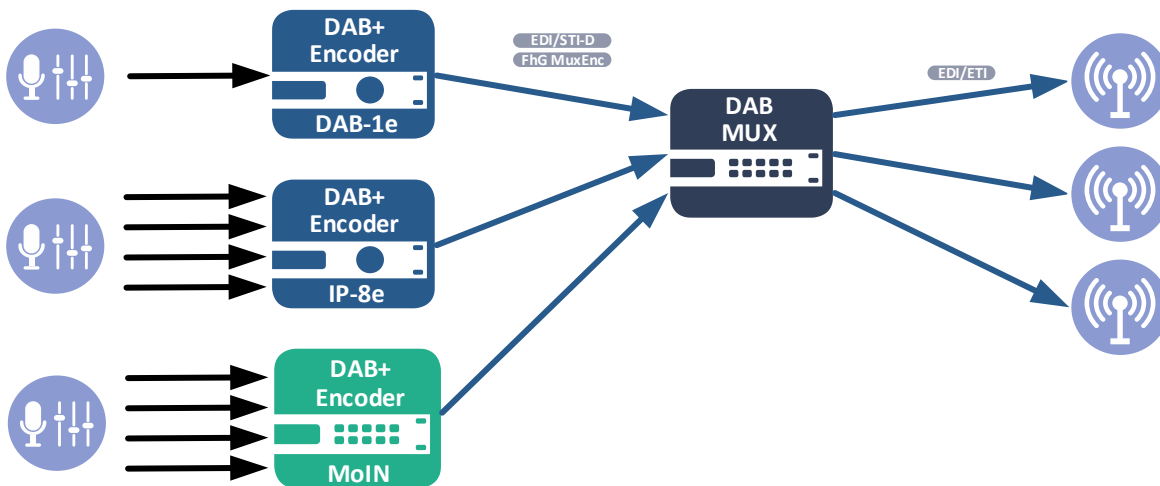 DAB+
Encoder
DAB-1e
EDI/STI-D
FhG MuxEnc
EDI/ETI
DAB
MUX
DAB+
Encoder
IP-8e
DAB+
Encoder
MoIN